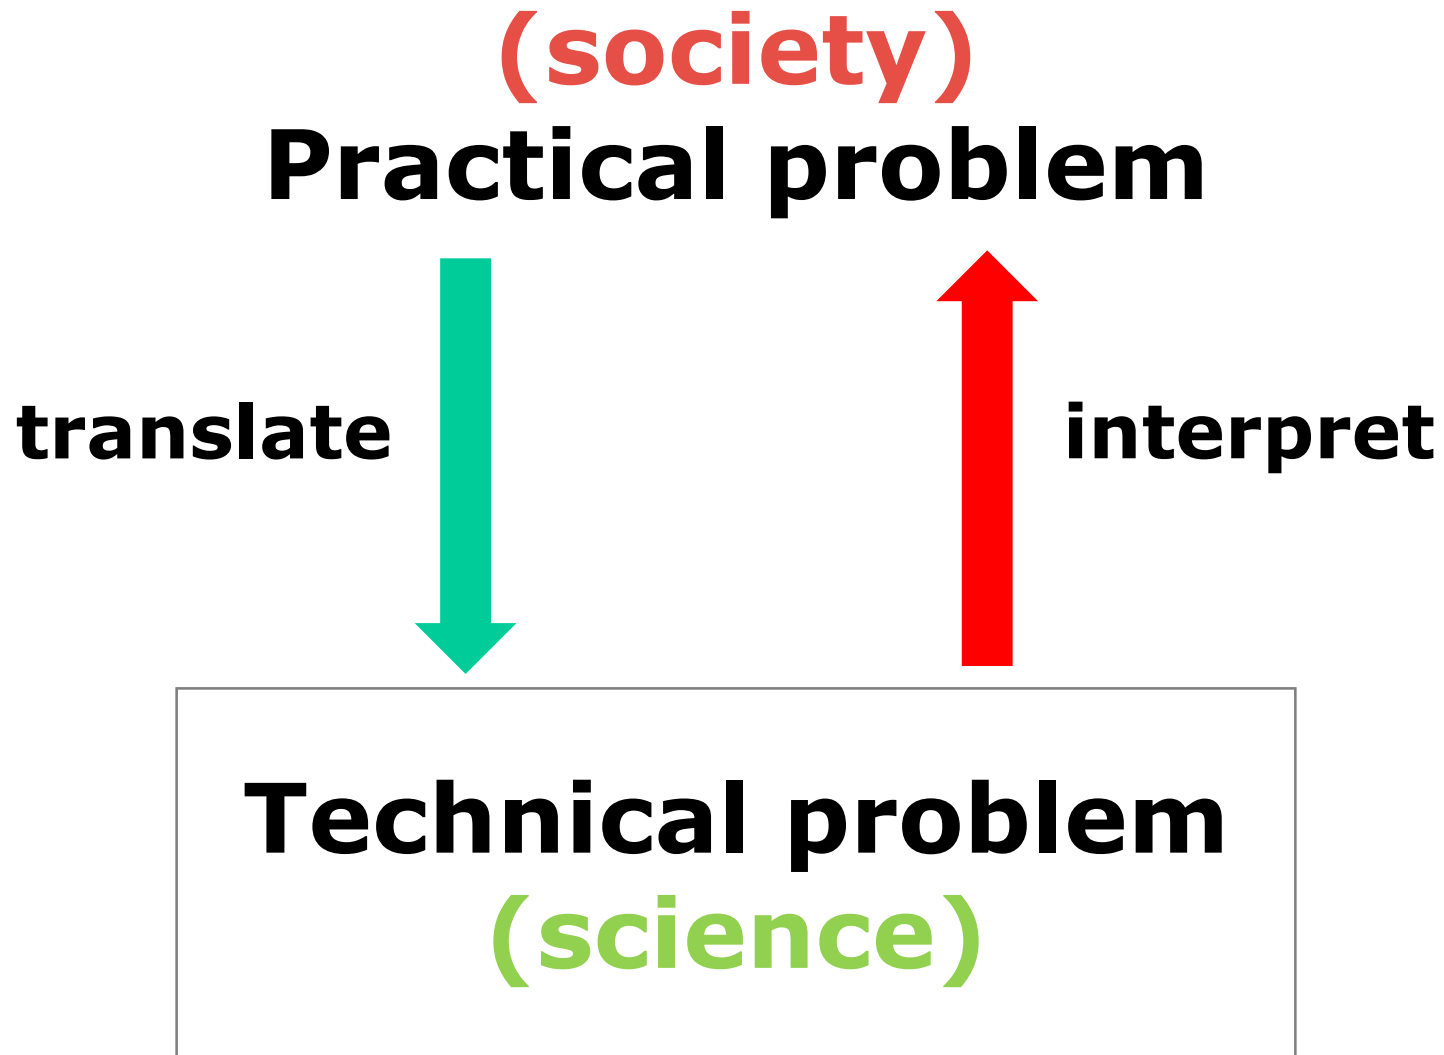 (society)
Practical problem
translate
interpret
Technical problem
(science)